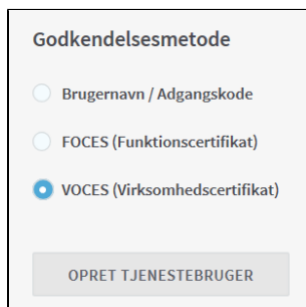 Godkendelsesmetode
Brugernavn / Adgangskode
FOCES (Funktionscertifikat)
VOCES (Virksomhedscertifikat)
OPRET TJENESTEBRUGER